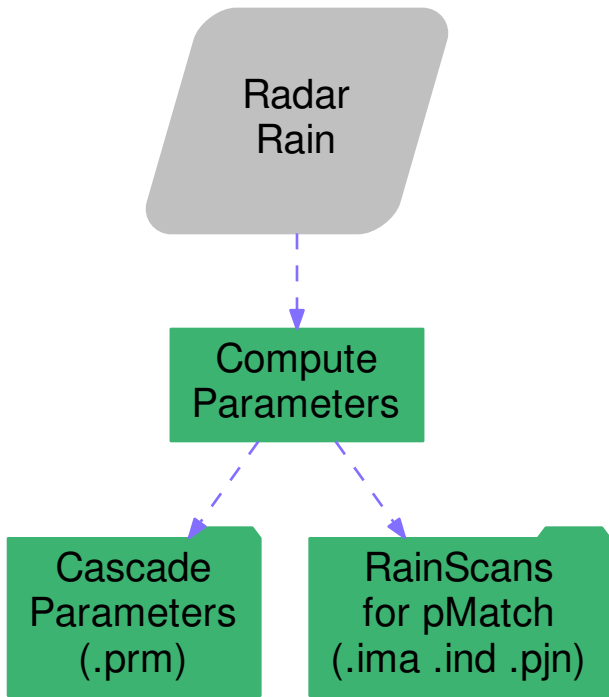 Radar
Rain
Compute
Parameters
Cascade
Parameters
(.prm)
RainScans
for pMatch
(.ima .ind .pjn)